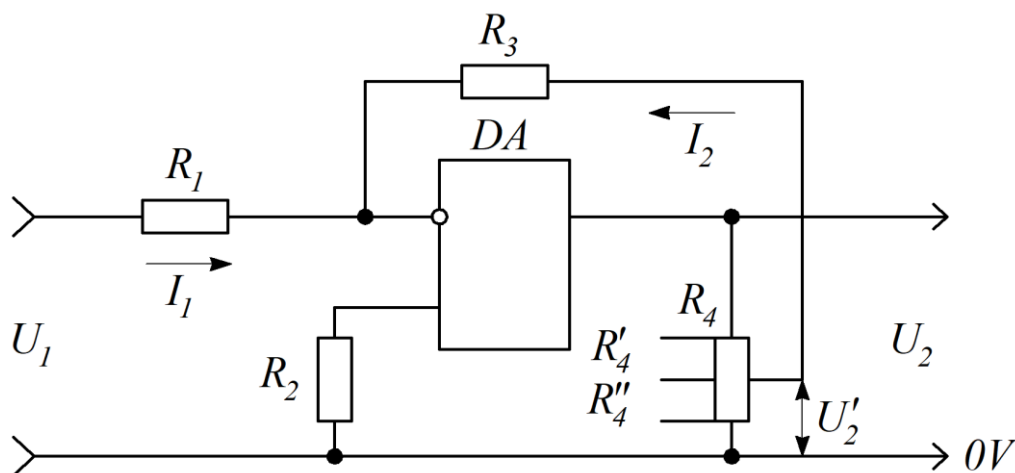 R₃
I₂
DA
R₁
I₁
U₁
R₂
R₄
R′₄
R″₄
U₂
U′₂
0V